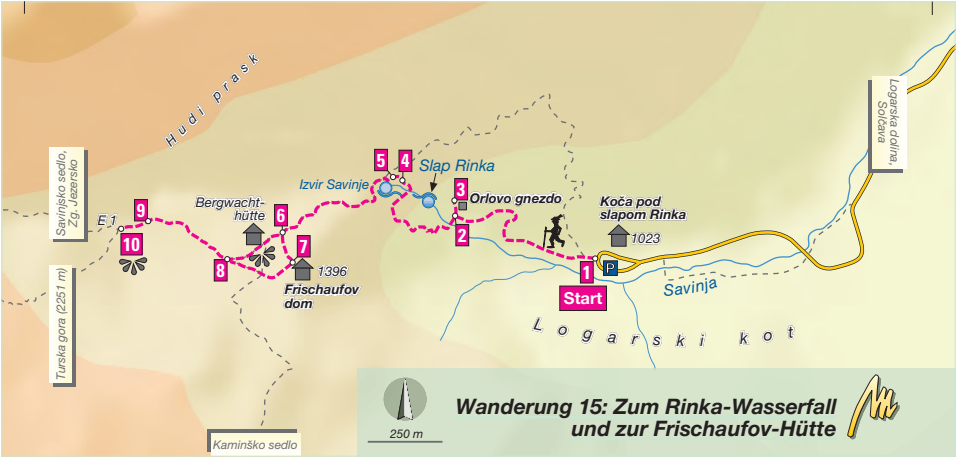 Hudi prask
Savinjsko sedlo,
Zg. Jezersko
E1
9
10
Turska gora (2251 m)
Bergwacht-
hütte
6
8
7
1396
Frischaufov
dom
Kaminško sedlo
5
4
Izvir Savinje
Slap Rinka
3
Orlovo gnezdo
2
Koča pod
slapom Rinka
1023
1
P
Start
Savinja
Logarska dolina,
Solčava
Logarski kot
250 m
Wanderung 15: Zum Rinka-Wasserfall
und zur Frischaufov-Hütte